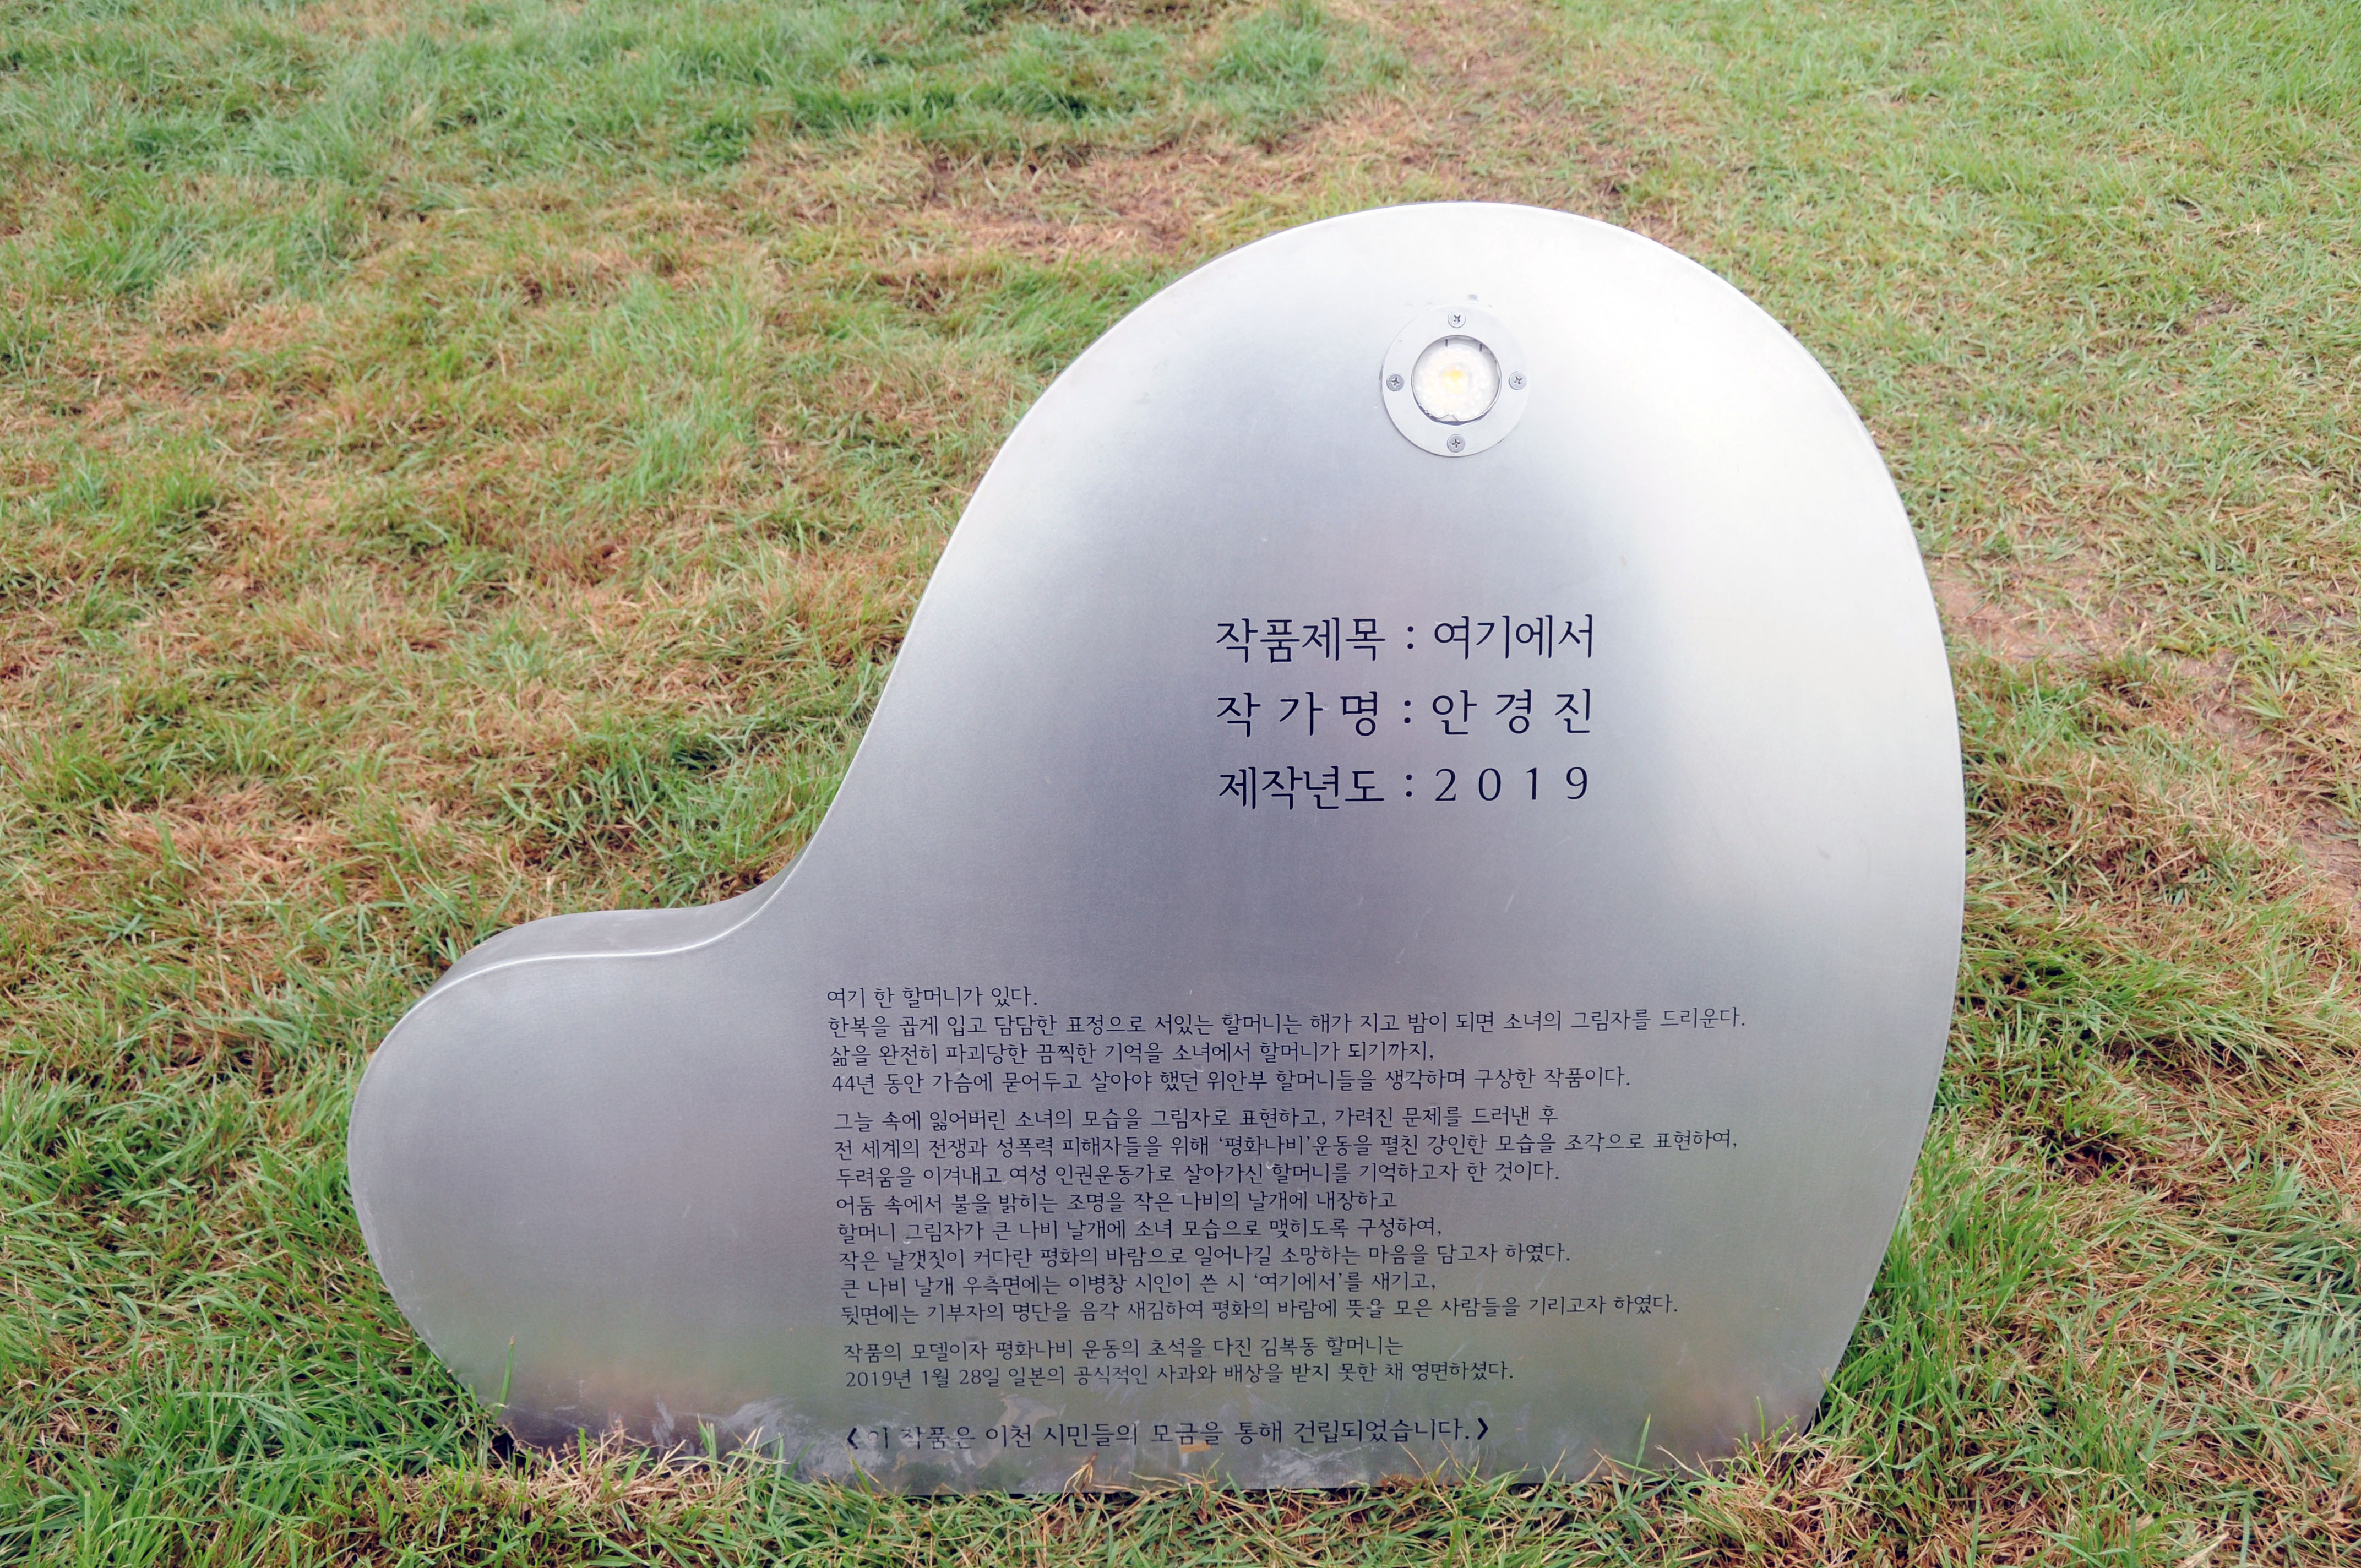 작품제목 : 여기에서
작 가 명 : 안 경 진
제작년도 : 2 0 1 9
여기 한 할머니가 있다.
한복을 곱게 입고 담담한 표정으로 서있는 할머니는 해가 지고 밤이 되면 소녀의 그림자를 드리운다.
삶을 완전히 파괴당한 끔찍한 기억을 소녀에서 할머니가 되기까지,
44년 동안 가슴에 묻어두고 살아야 했던 위안부 할머니들을 생각하며 구상한 작품이다.
그늘 속에 잃어버린 소녀의 모습을 그림자로 표현하고, 가려진 문제를 드러낸 후
전 세계의 전쟁과 성폭력 피해자들을 위해 ‘평화나비’운동을 펼친 강인한 모습을 조각으로 표현하여,
두려움을 이겨내고 여성 인권운동가로 살아가신 할머니를 기억하고자 한 것이다.
어둠 속에서 불을 밝히는 조명을 작은 나비의 날개에 내장하고
할머니 그림자가 큰 나비 날개에 소녀 모습으로 맺히도록 구성하여,
작은 날갯짓이 커다란 평화의 바람으로 일어나길 소망하는 마음을 담고자 하였다.
큰 나비 날개 우측면에는 이병창 시인이 쓴 시 ‘여기에서’를 새기고,
뒷면에는 기부자의 명단을 음각 새김하여 평화의 바람에 뜻을 모은 사람들을 기리고자 하였다.
작품의 모델이자 평화나비 운동의 초석을 다진 김복동 할머니는
2019년 1월 28일 일본의 공식적인 사과와 배상을 받지 못한 채 영면하셨다.
《이 작품은 이천 시민들의 모금을 통해 건립되었습니다.》